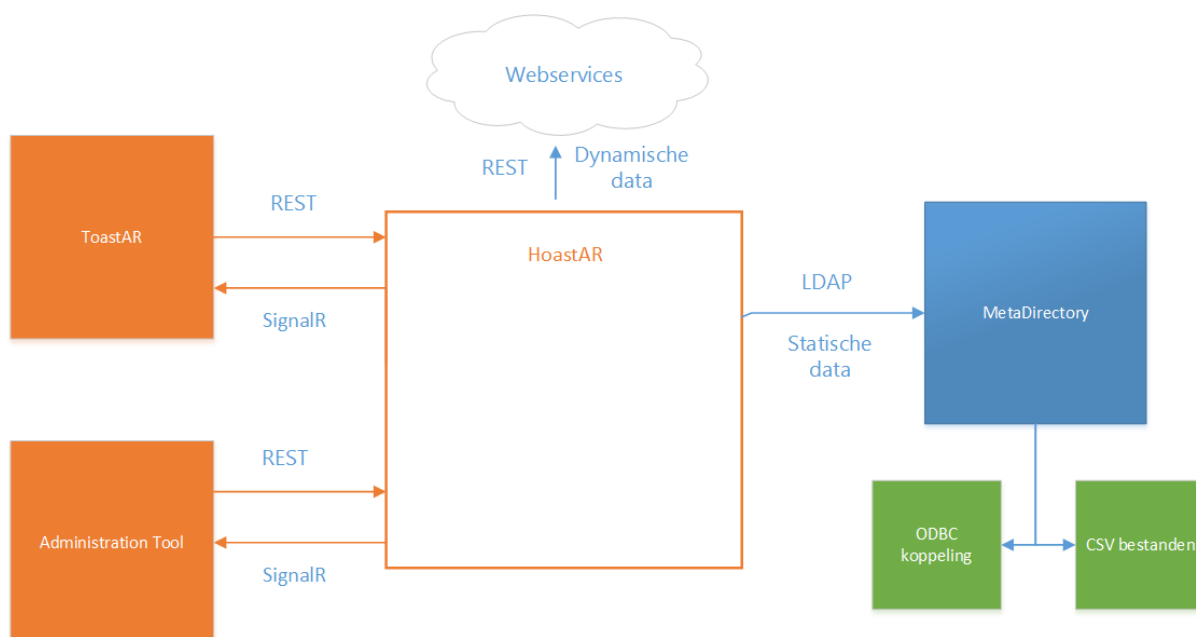 Webservices
REST
Dynamische
data
ToastAR
REST
SignalR
HoastAR
LDAP
Statische
data
MetaDirectory
Administration Tool
REST
SignalR
ODBC
koppeling
CSV bestanden